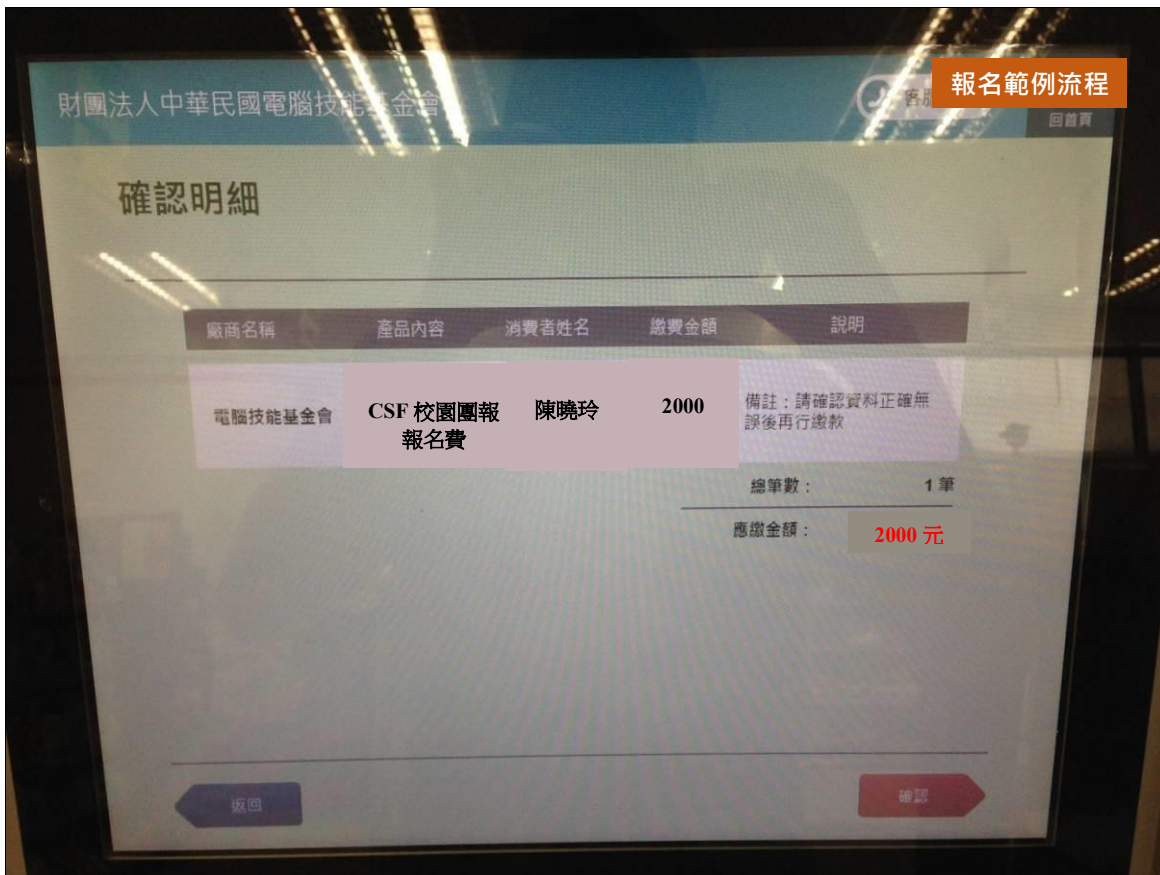 報名範例流程
財團法人中華民國電腦技能基金會
客服
回首頁
確認明細
廠商名稱 產品內容 消費者姓名 繳費金額 說明
電腦技能基金會 CSF 校園團報 陳曉玲 2000 備註：請確認資料正確無
報名費 誤後再行繳款
總筆數： 1 筆
應繳金額： 2000 元
返回 確認